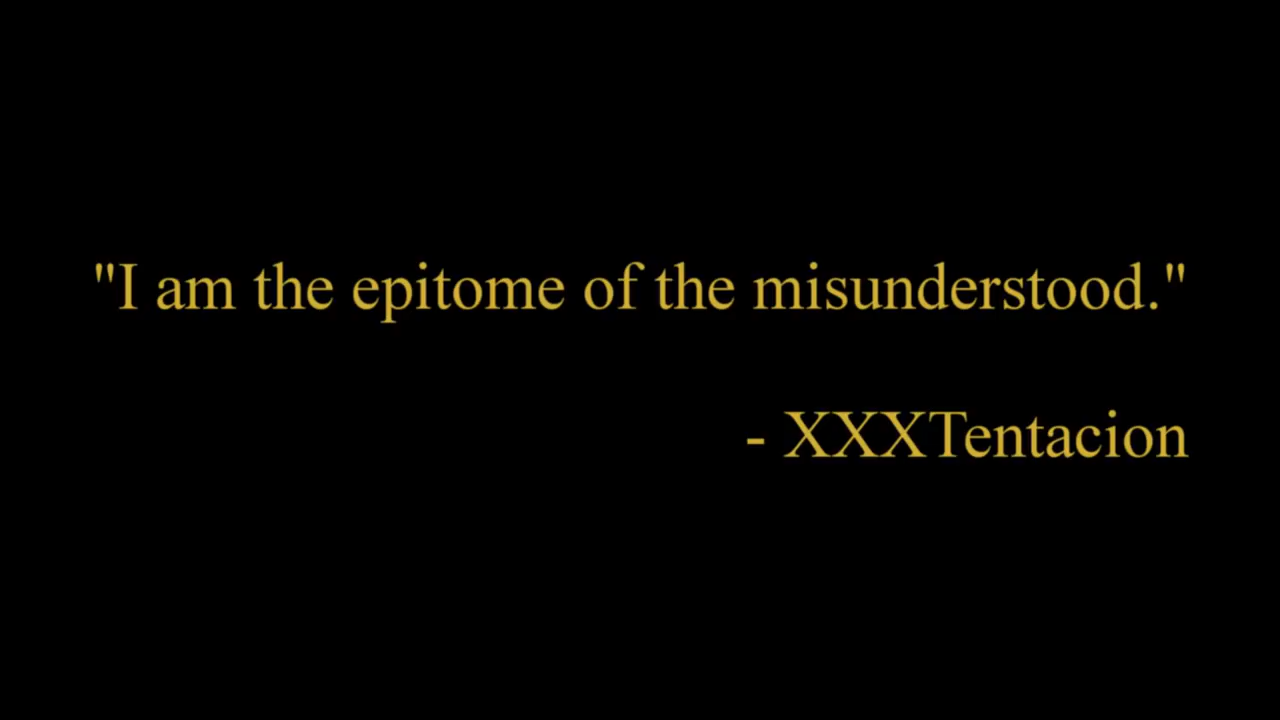 "I am the epitome of the misunderstood."
- XXXTentacion